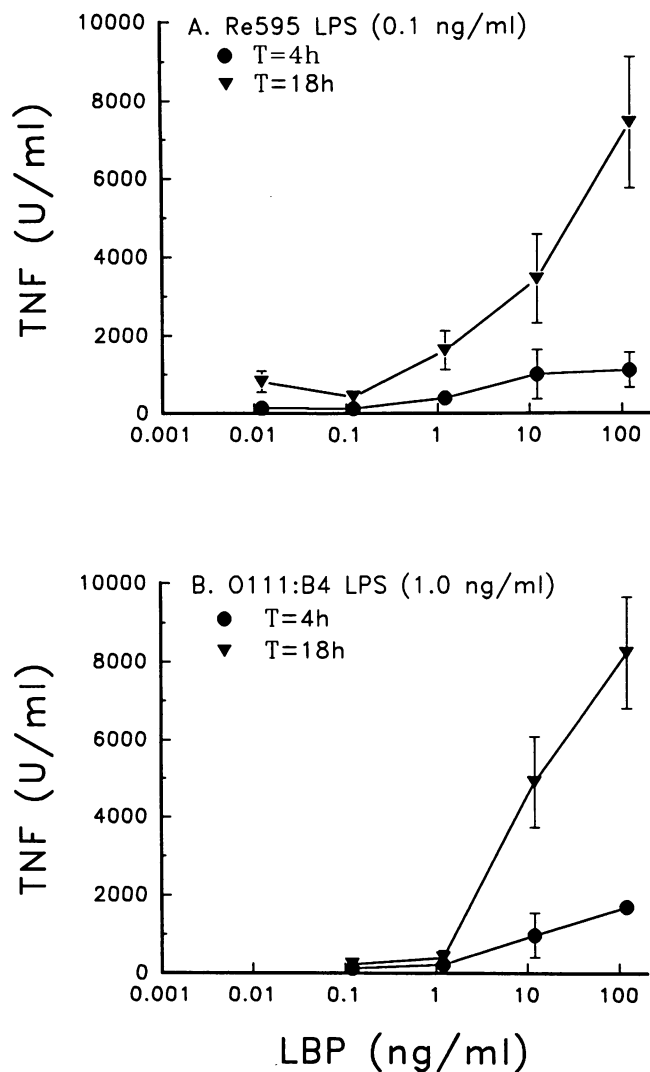 A. Re595 LPS (0.1 ng/ml)
T=4h
T=18h
TNF (U/ml)
10000
8000
6000
4000
2000
0
0.001 0.01 0.1 1 10 100
B. 0111:B4 LPS (1.0 ng/ml)
T=4h
T=18h
TNF (U/ml)
10000
8000
6000
4000
2000
0
0.001 0.01 0.1 1 10 100
LBP (ng/ml)